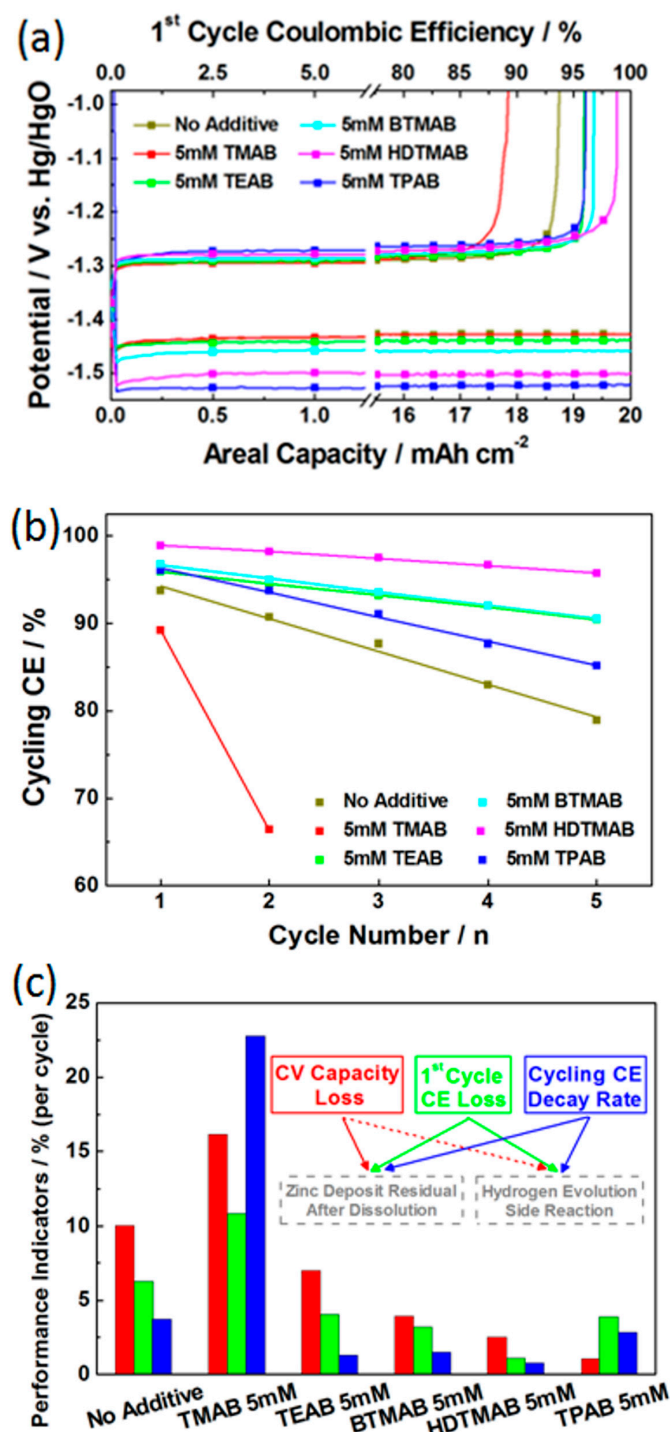 (a)
1st Cycle Coulombic Efficiency / %
0.0 2.5 5.0 80 85 90 95 100
-1.0
-1.1
-1.2
-1.3
-1.4
-1.5
Potential / V vs. Hg/HgO
No Additive 5mM BTMAB
5mM TMAB 5mM HDTMAB
5mM TEAB 5mM TPAB
0.0 0.5 1.0 16 17 18 19 20
Areal Capacity / mAh cm-2
(b)
100
90
80
70
60
Cycling CE / %
No Additive 5mM BTMAB
5mM TMAB 5mM HDTMAB
5mM TEAB 5mM TPAB
1 2 3 4 5
Cycle Number / n
(c)
25
20
15
10
5
0
Performance Indicators / % (per cycle)
CV Capacity
Loss
1st Cycle
CE Loss
Cycling CE
Decay Rate
Zinc Deposit Residual
After Dissolution
Hydrogen Evolution
Side Reaction
No Additive
TMAB 5mM
TEAB 5mM
BTMAB 5mM
HDTMAB 5mM
TPAB 5mM